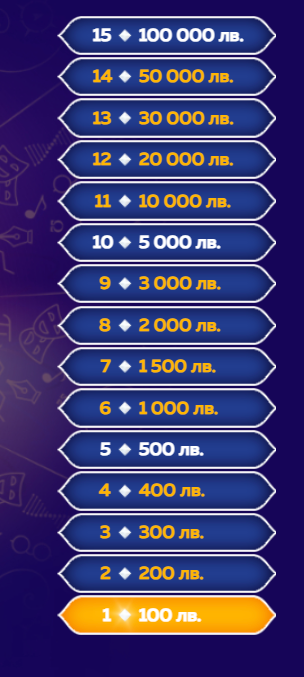 15 ◆ 100 000 лв.
14 ◆ 50 000 лв.
13 ◆ 30 000 лв.
12 ◆ 20 000 лв.
11 ◆ 10 000 лв.
10 ◆ 5 000 лв.
9 ◆ 3 000 лв.
8 ◆ 2 000 лв.
7 ◆ 1 500 лв.
6 ◆ 1 000 лв.
5 ◆ 500 лв.
4 ◆ 400 лв.
3 ◆ 300 лв.
2 ◆ 200 лв.
1 ◆ 100 лв.